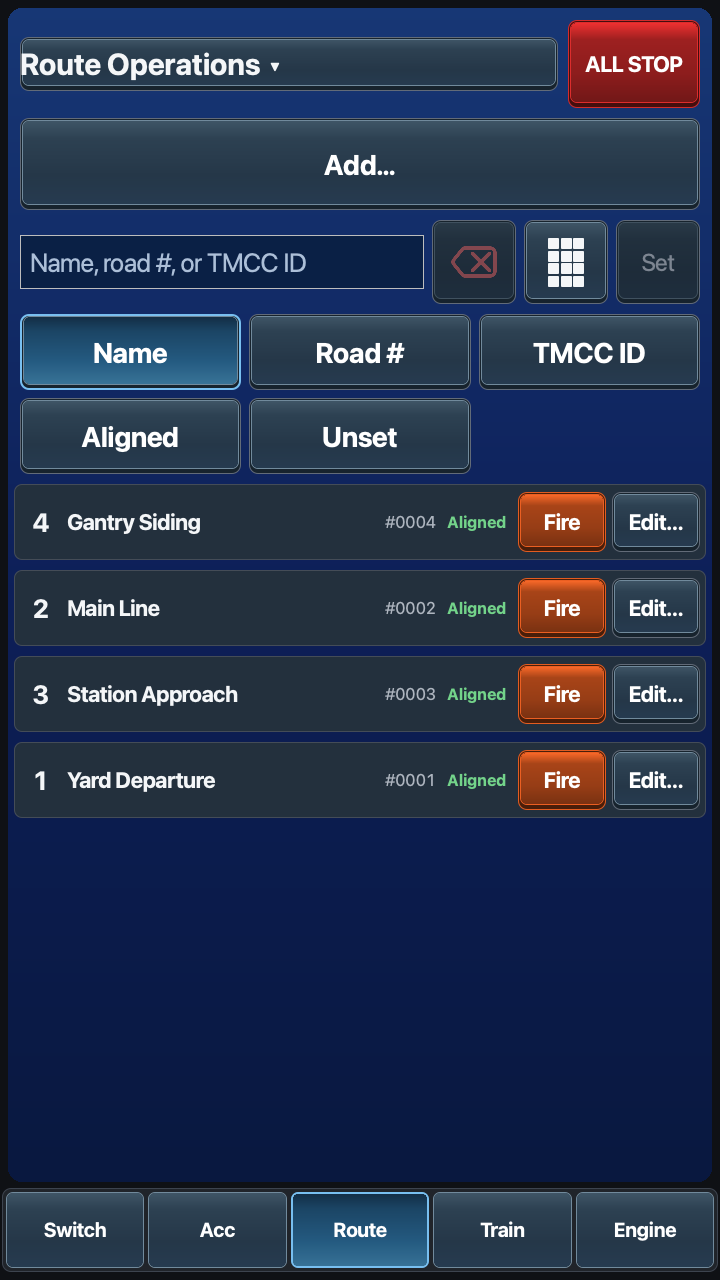 Route Operations ▾
ALL STOP
Add...
Name, road #, or TMCC ID
Set
Name Road # TMCC ID
Aligned Unset
4 Gantry Siding #0004 Aligned Fire Edit...
2 Main Line #0002 Aligned Fire Edit...
3 Station Approach #0003 Aligned Fire Edit...
1 Yard Departure #0001 Aligned Fire Edit...
Switch Acc Route Train Engine